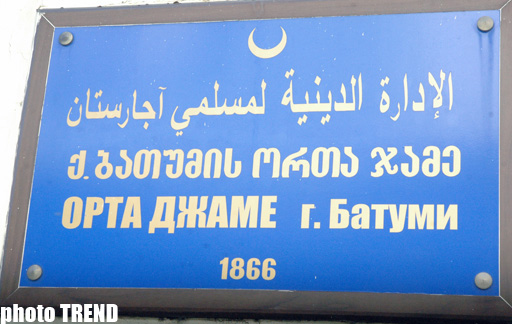 الإدارة الدينية لمسلمي آجارستان
ქ. ბათუმის ორთა ჯამე
ОРТА ДЖАМЕ г. Батуми
1866
photo TREND